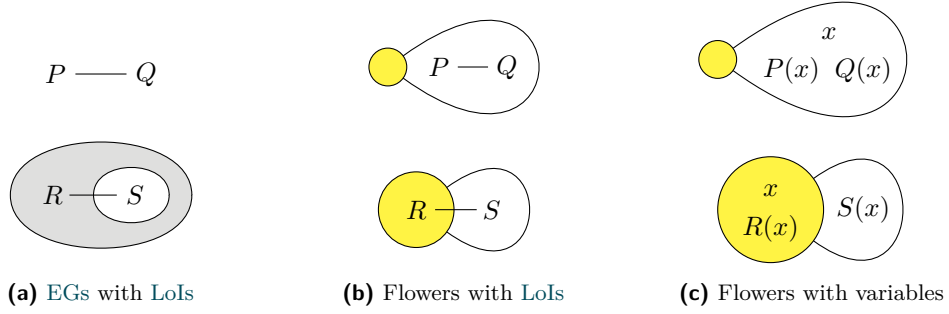 P Q
P Q
x
P(x) Q(x)
R S
R S
x
R(x)
S(x)
(a) EGs with LoIs
(b) Flowers with LoIs
(c) Flowers with variables